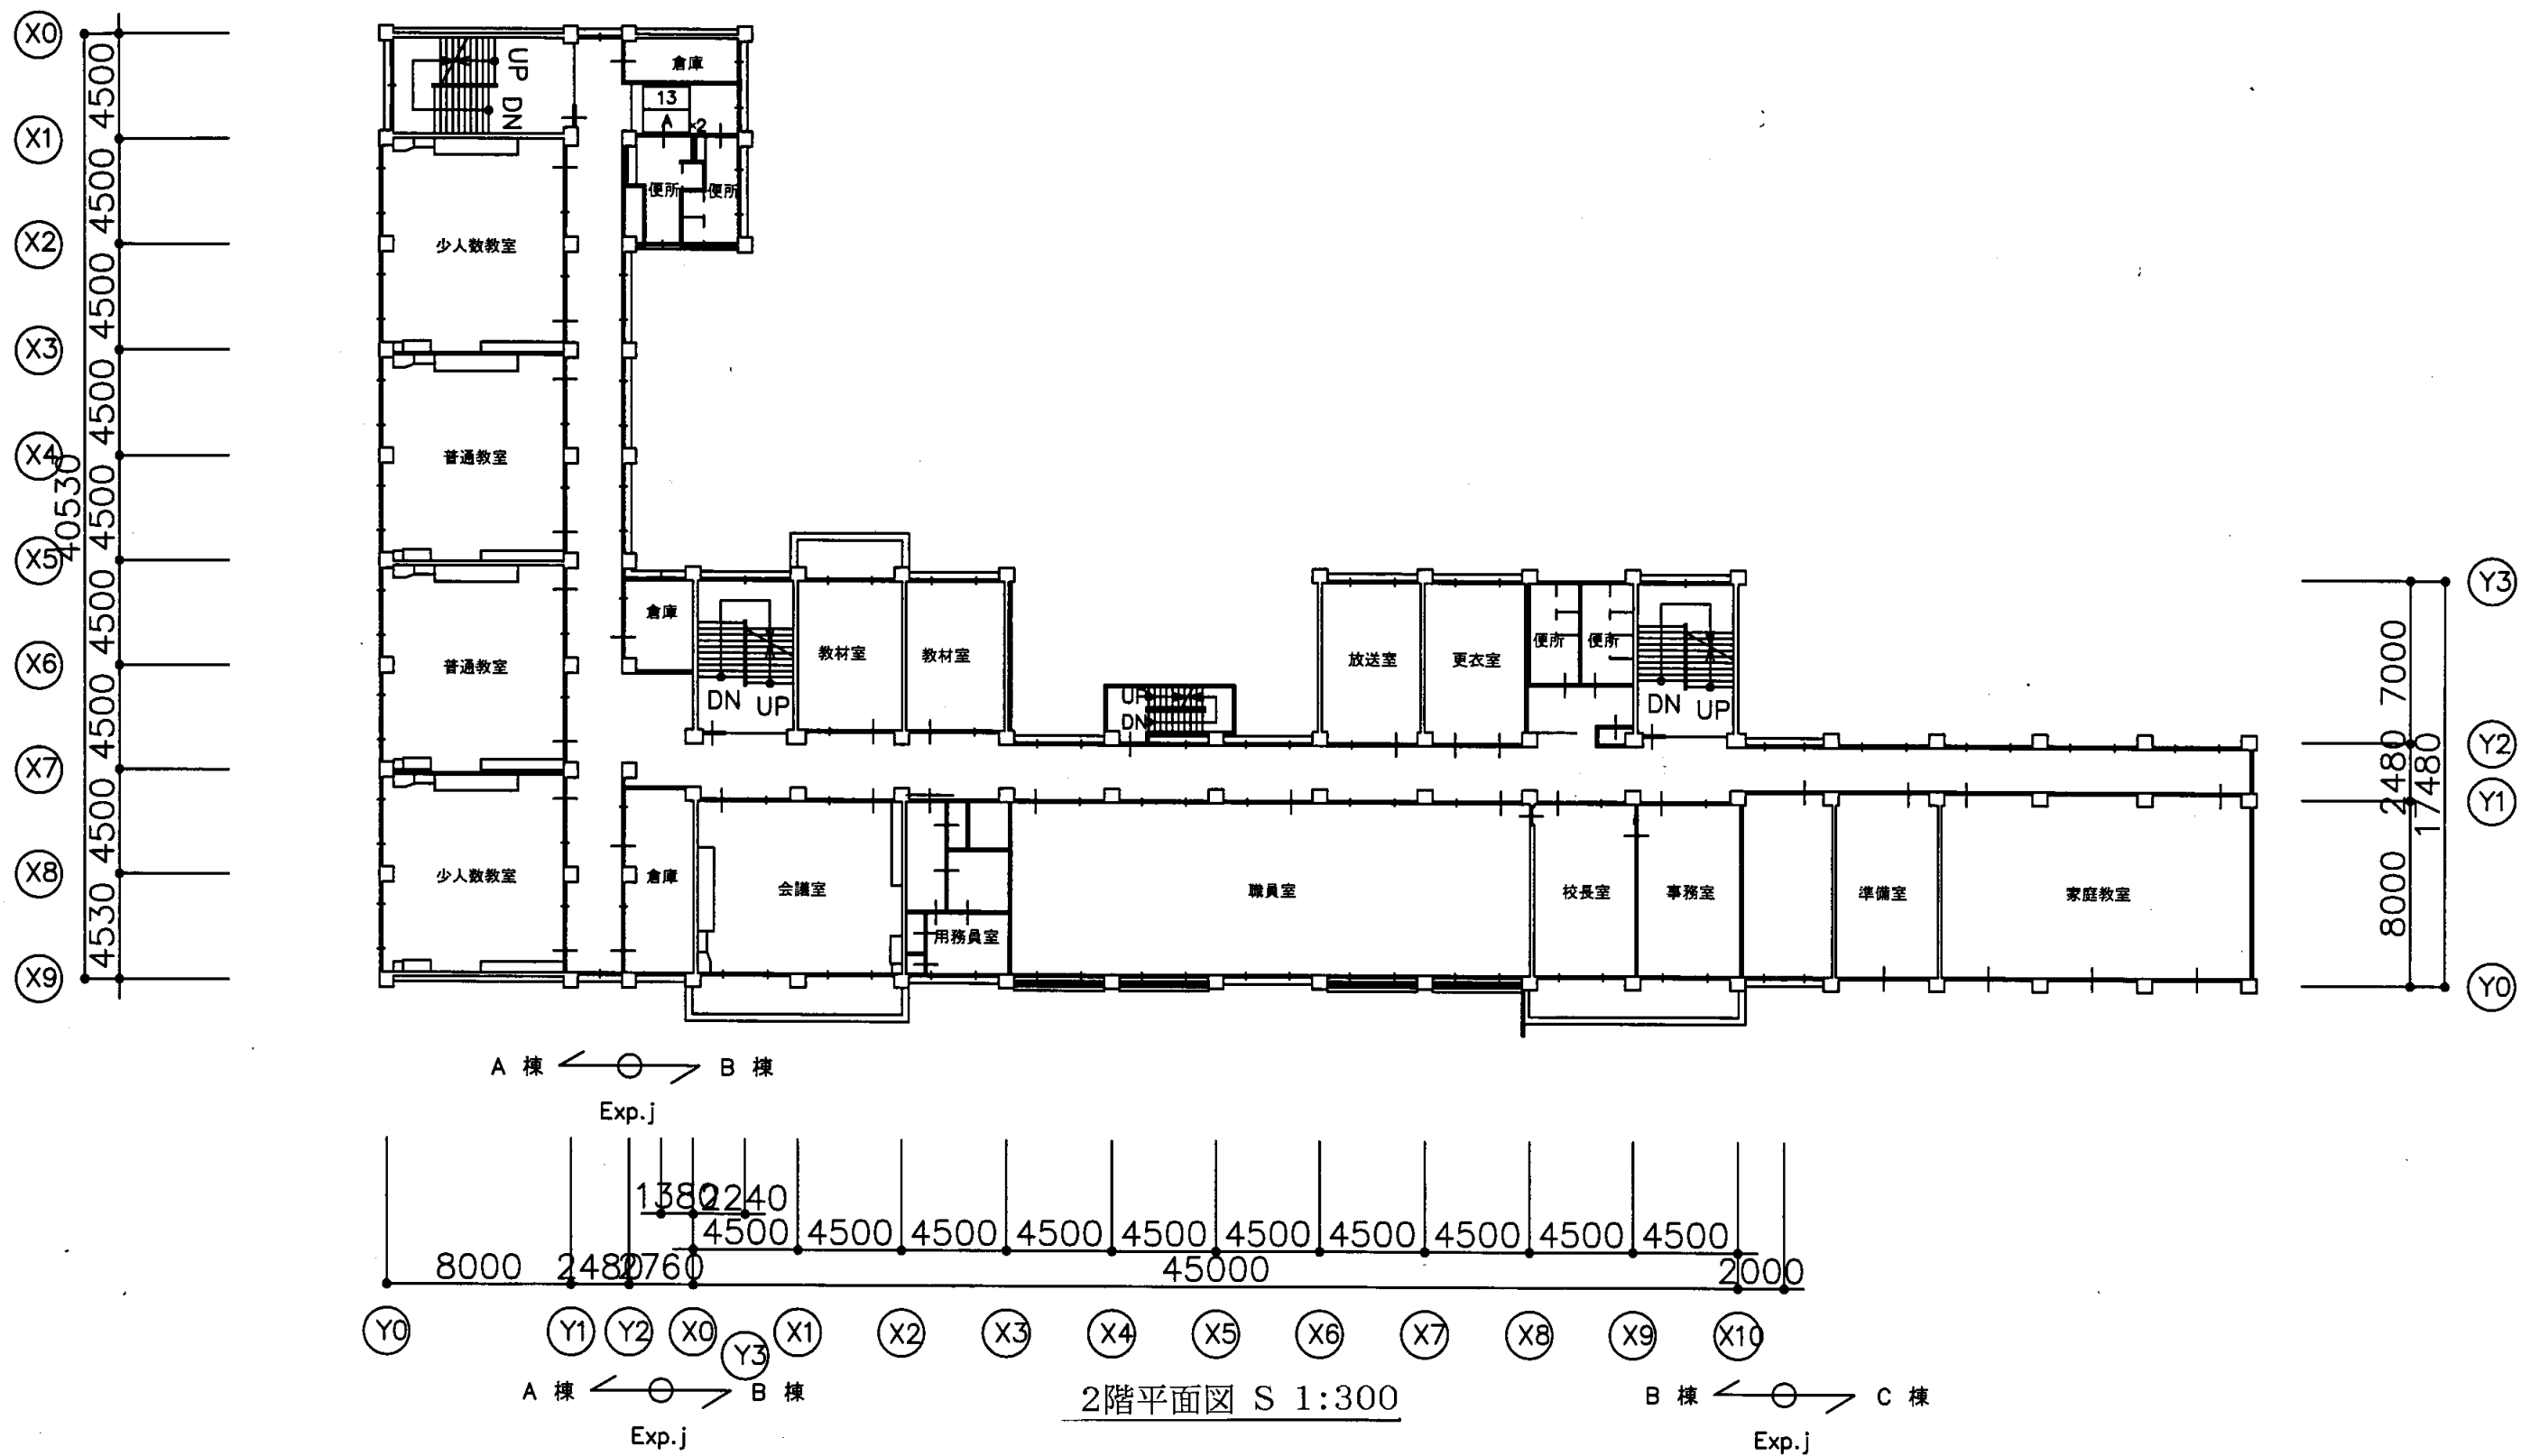 X0
X1
X2
X3
X4
X5
X6
X7
X8
X9
4500
4500
4500
4500
4500
4500
4500
4500
4530
40530
UP
DN
倉庫
13
A
x2
便所
便所
少人数教室
普通教室
普通教室
少人数教室
倉庫
DN
UP
教材室
教材室
UP
DN
放送室
更衣室
便所
便所
DN
UP
倉庫
会議室
用務員室
職員室
校長室
事務室
準備室
家庭教室
7000
2480
8000
17480
Y3
Y2
Y1
Y0
A 棟
B 棟
Exp.j
1380
2240
4500
4500
4500
4500
4500
4500
4500
4500
4500
4500
8000
2480
2760
45000
2000
Y0
Y1
Y2
X0
Y3
X1
X2
X3
X4
X5
X6
X7
X8
X9
X10
A 棟
B 棟
Exp.j
2階平面図 S 1:300
B 棟
C 棟
Exp.j